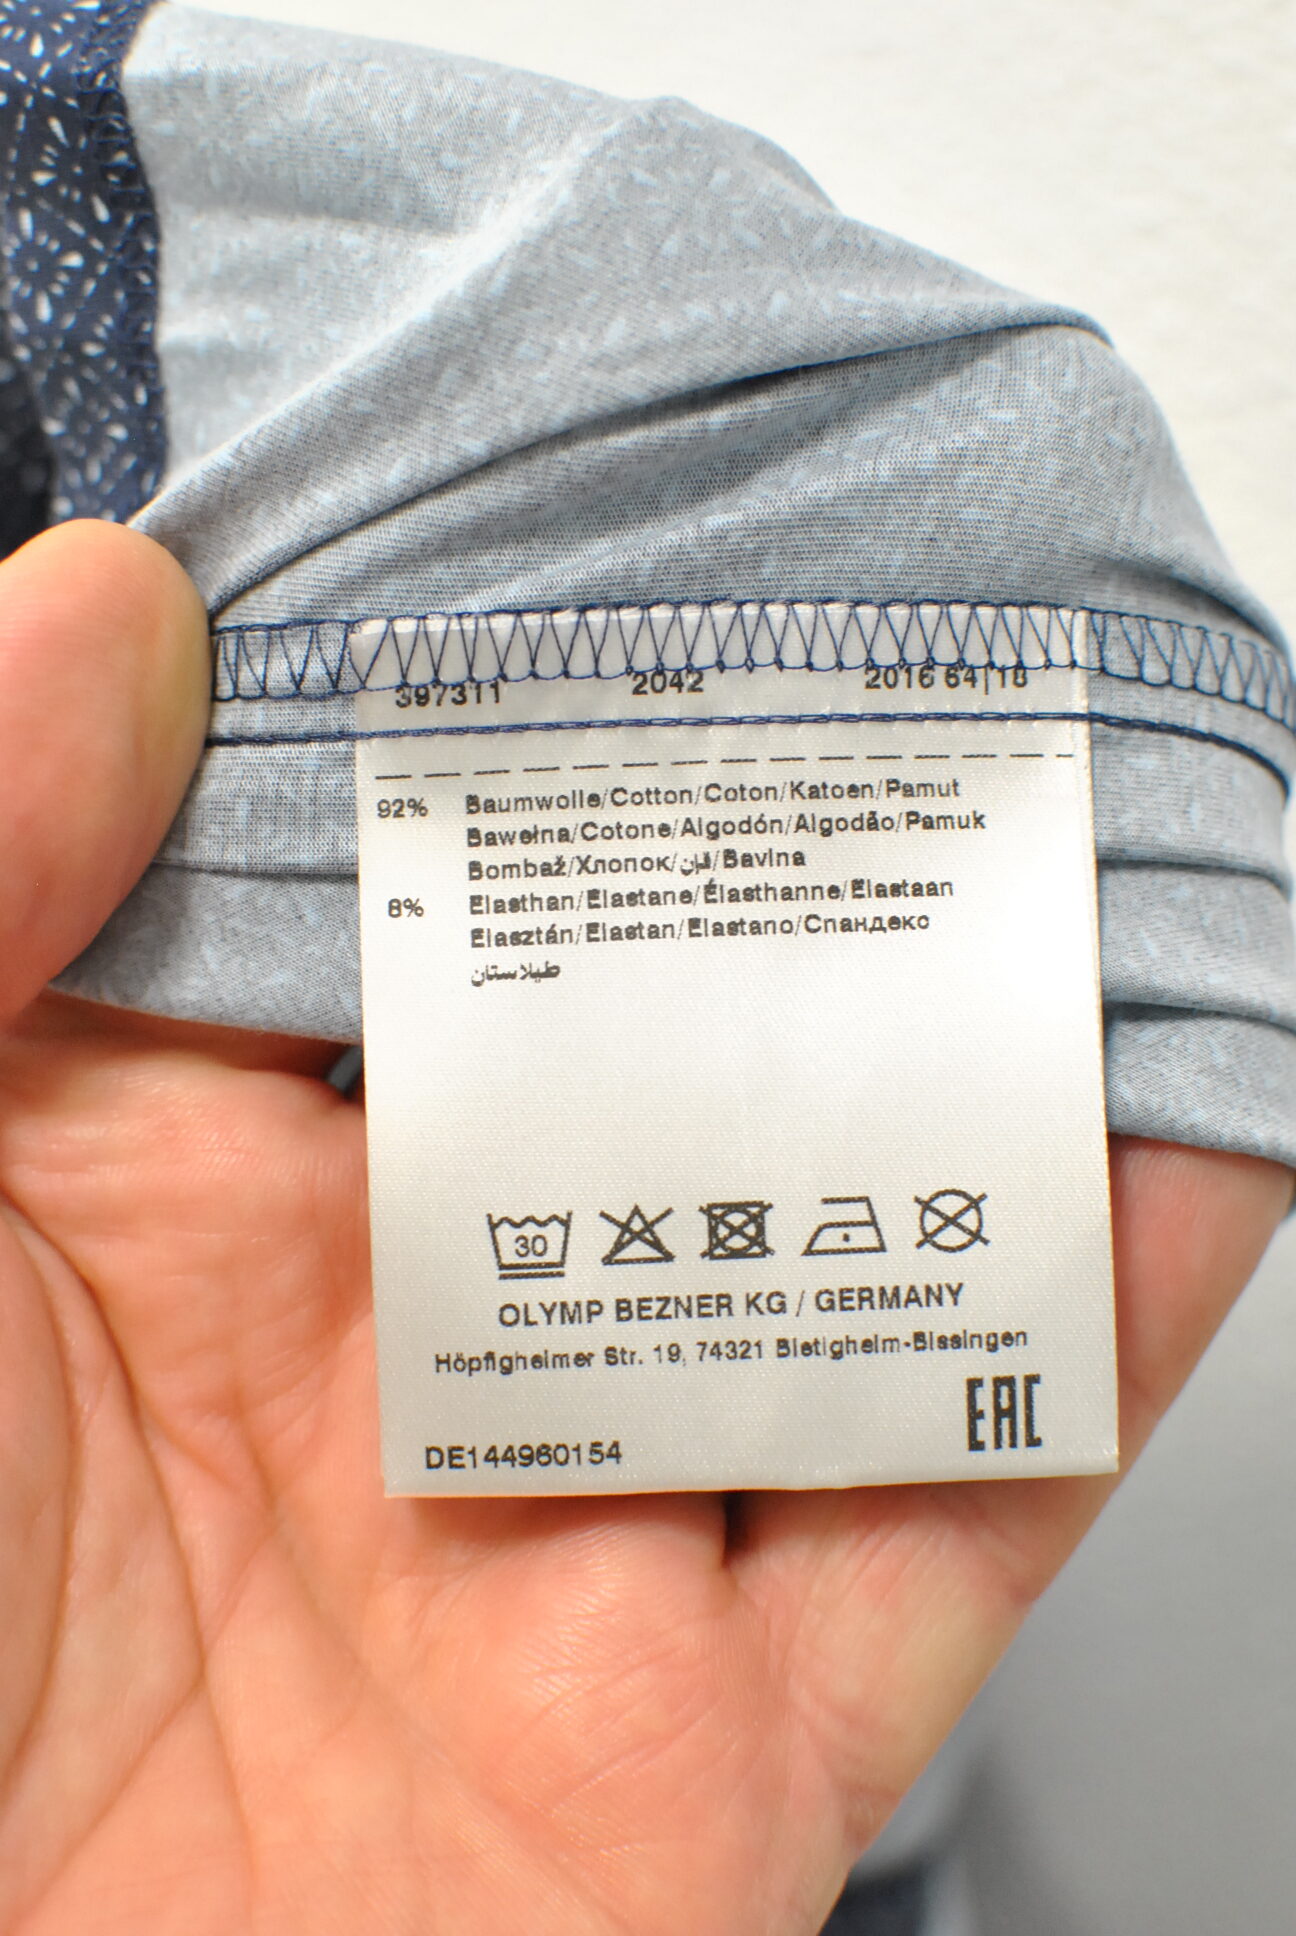 397311 2042 2016 64|18
92% Baumwolle/Cotton/Coton/Katoen/Pamut
Bawełna/Cotone/Algodón/Algodão/Pamuk
Bombaž/Хлопок/قطن/Bavlna
8% Elasthan/Elastane/Élasthanne/Elastaan
Elasztán/Elastan/Elastano/Спандекс
طيلاستان
30
OLYMP BEZNER KG / GERMANY
Höpfigheimer Str. 19, 74321 Bietigheim-Bissingen
EAC
DE144960154